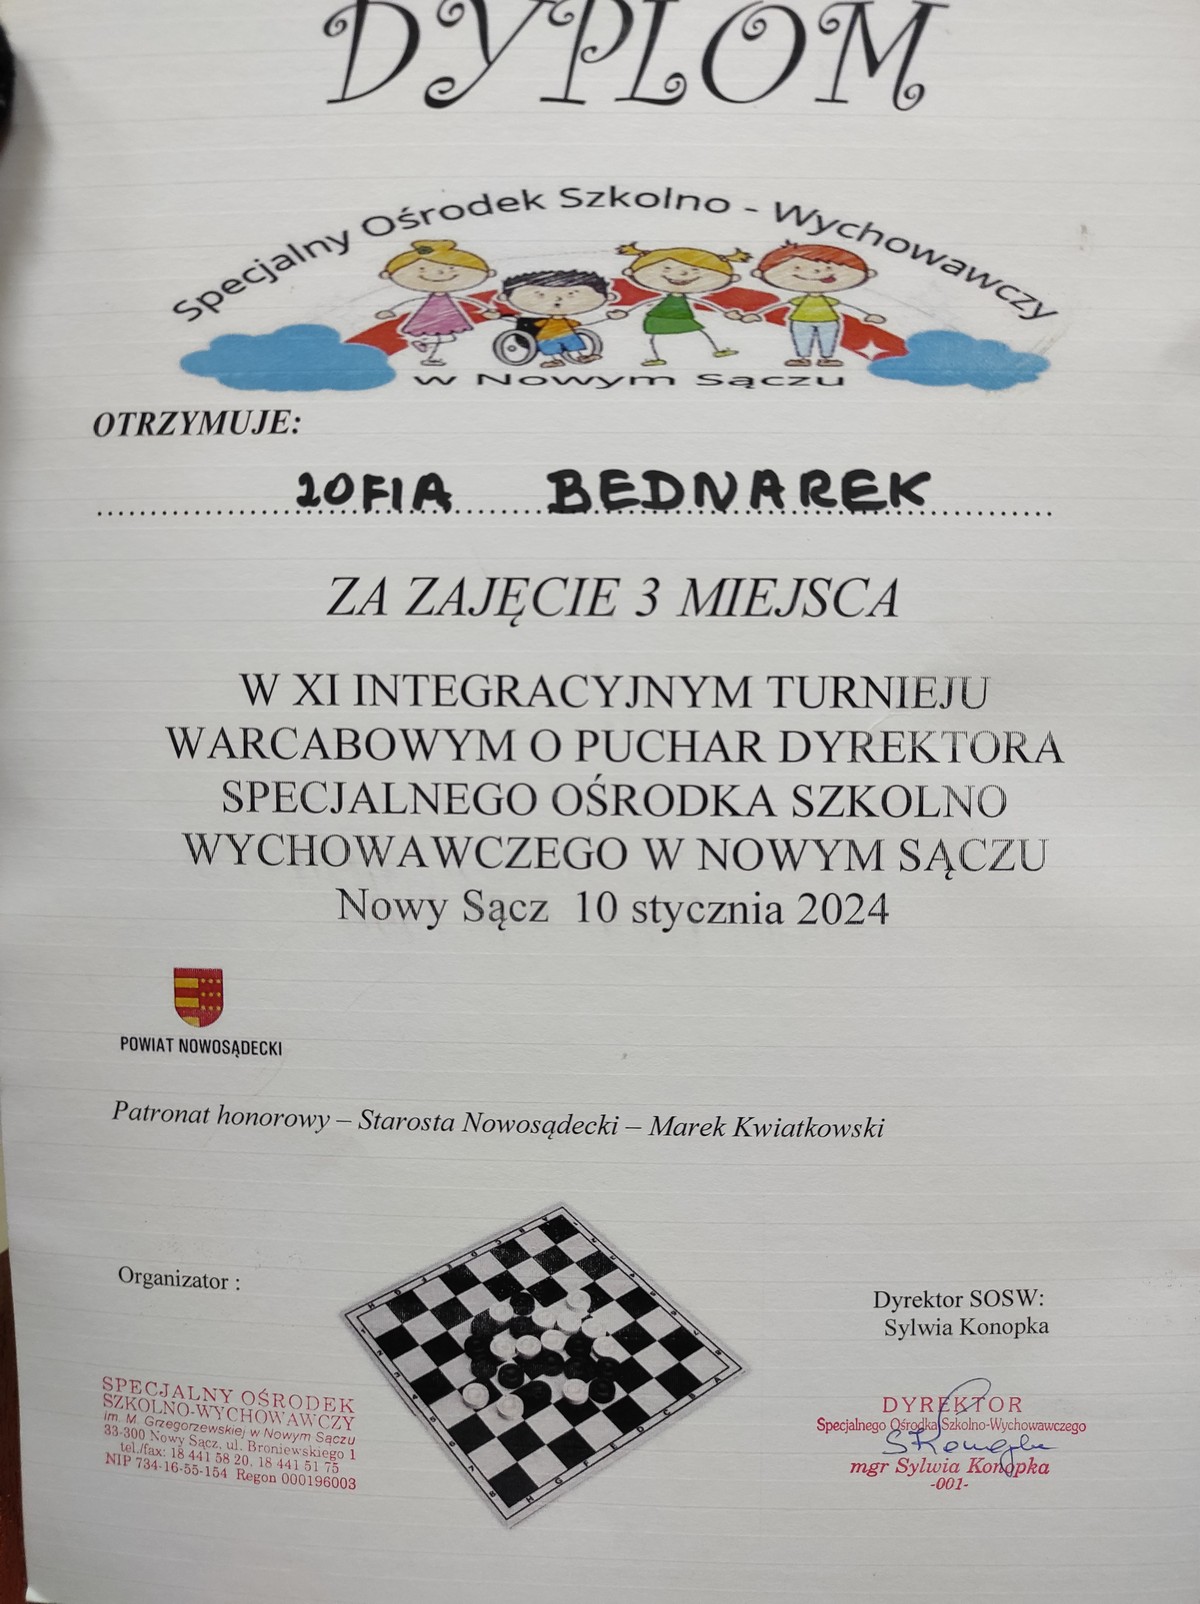 DYPLOM
Specjalny Ośrodek Szkolno - Wychowawczy
w Nowym Sączu
OTRZYMUJE:
ZOFIA BEDNAREK
ZA ZAJĘCIE 3 MIEJSCA
W XI INTEGRACYJNYM TURNIEJU
WARCABOWYM O PUCHAR DYREKTORA
SPECJALNEGO OŚRODKA SZKOLNO
WYCHOWAWCZEGO W NOWYM SĄCZU
Nowy Sącz 10 stycznia 2024
POWIAT NOWOSĄDECKI
Patronat honorowy – Starosta Nowosądecki – Marek Kwiatkowski
Organizator :
SPECJALNY OŚRODEK
SZKOLNO-WYCHOWAWCZY
im. M. Grzegorzewskiej w Nowym Sączu
33-300 Nowy Sącz, ul. Broniewskiego 1
tel./fax: 18 441 58 20, 18 441 51 75
NIP 734-16-55-154 Regon 000196003
Dyrektor SOSW:
Sylwia Konopka
DYREKTOR
Specjalnego Ośrodka Szkolno-Wychowawczego
SKonopka
mgr Sylwia Konopka
-001-